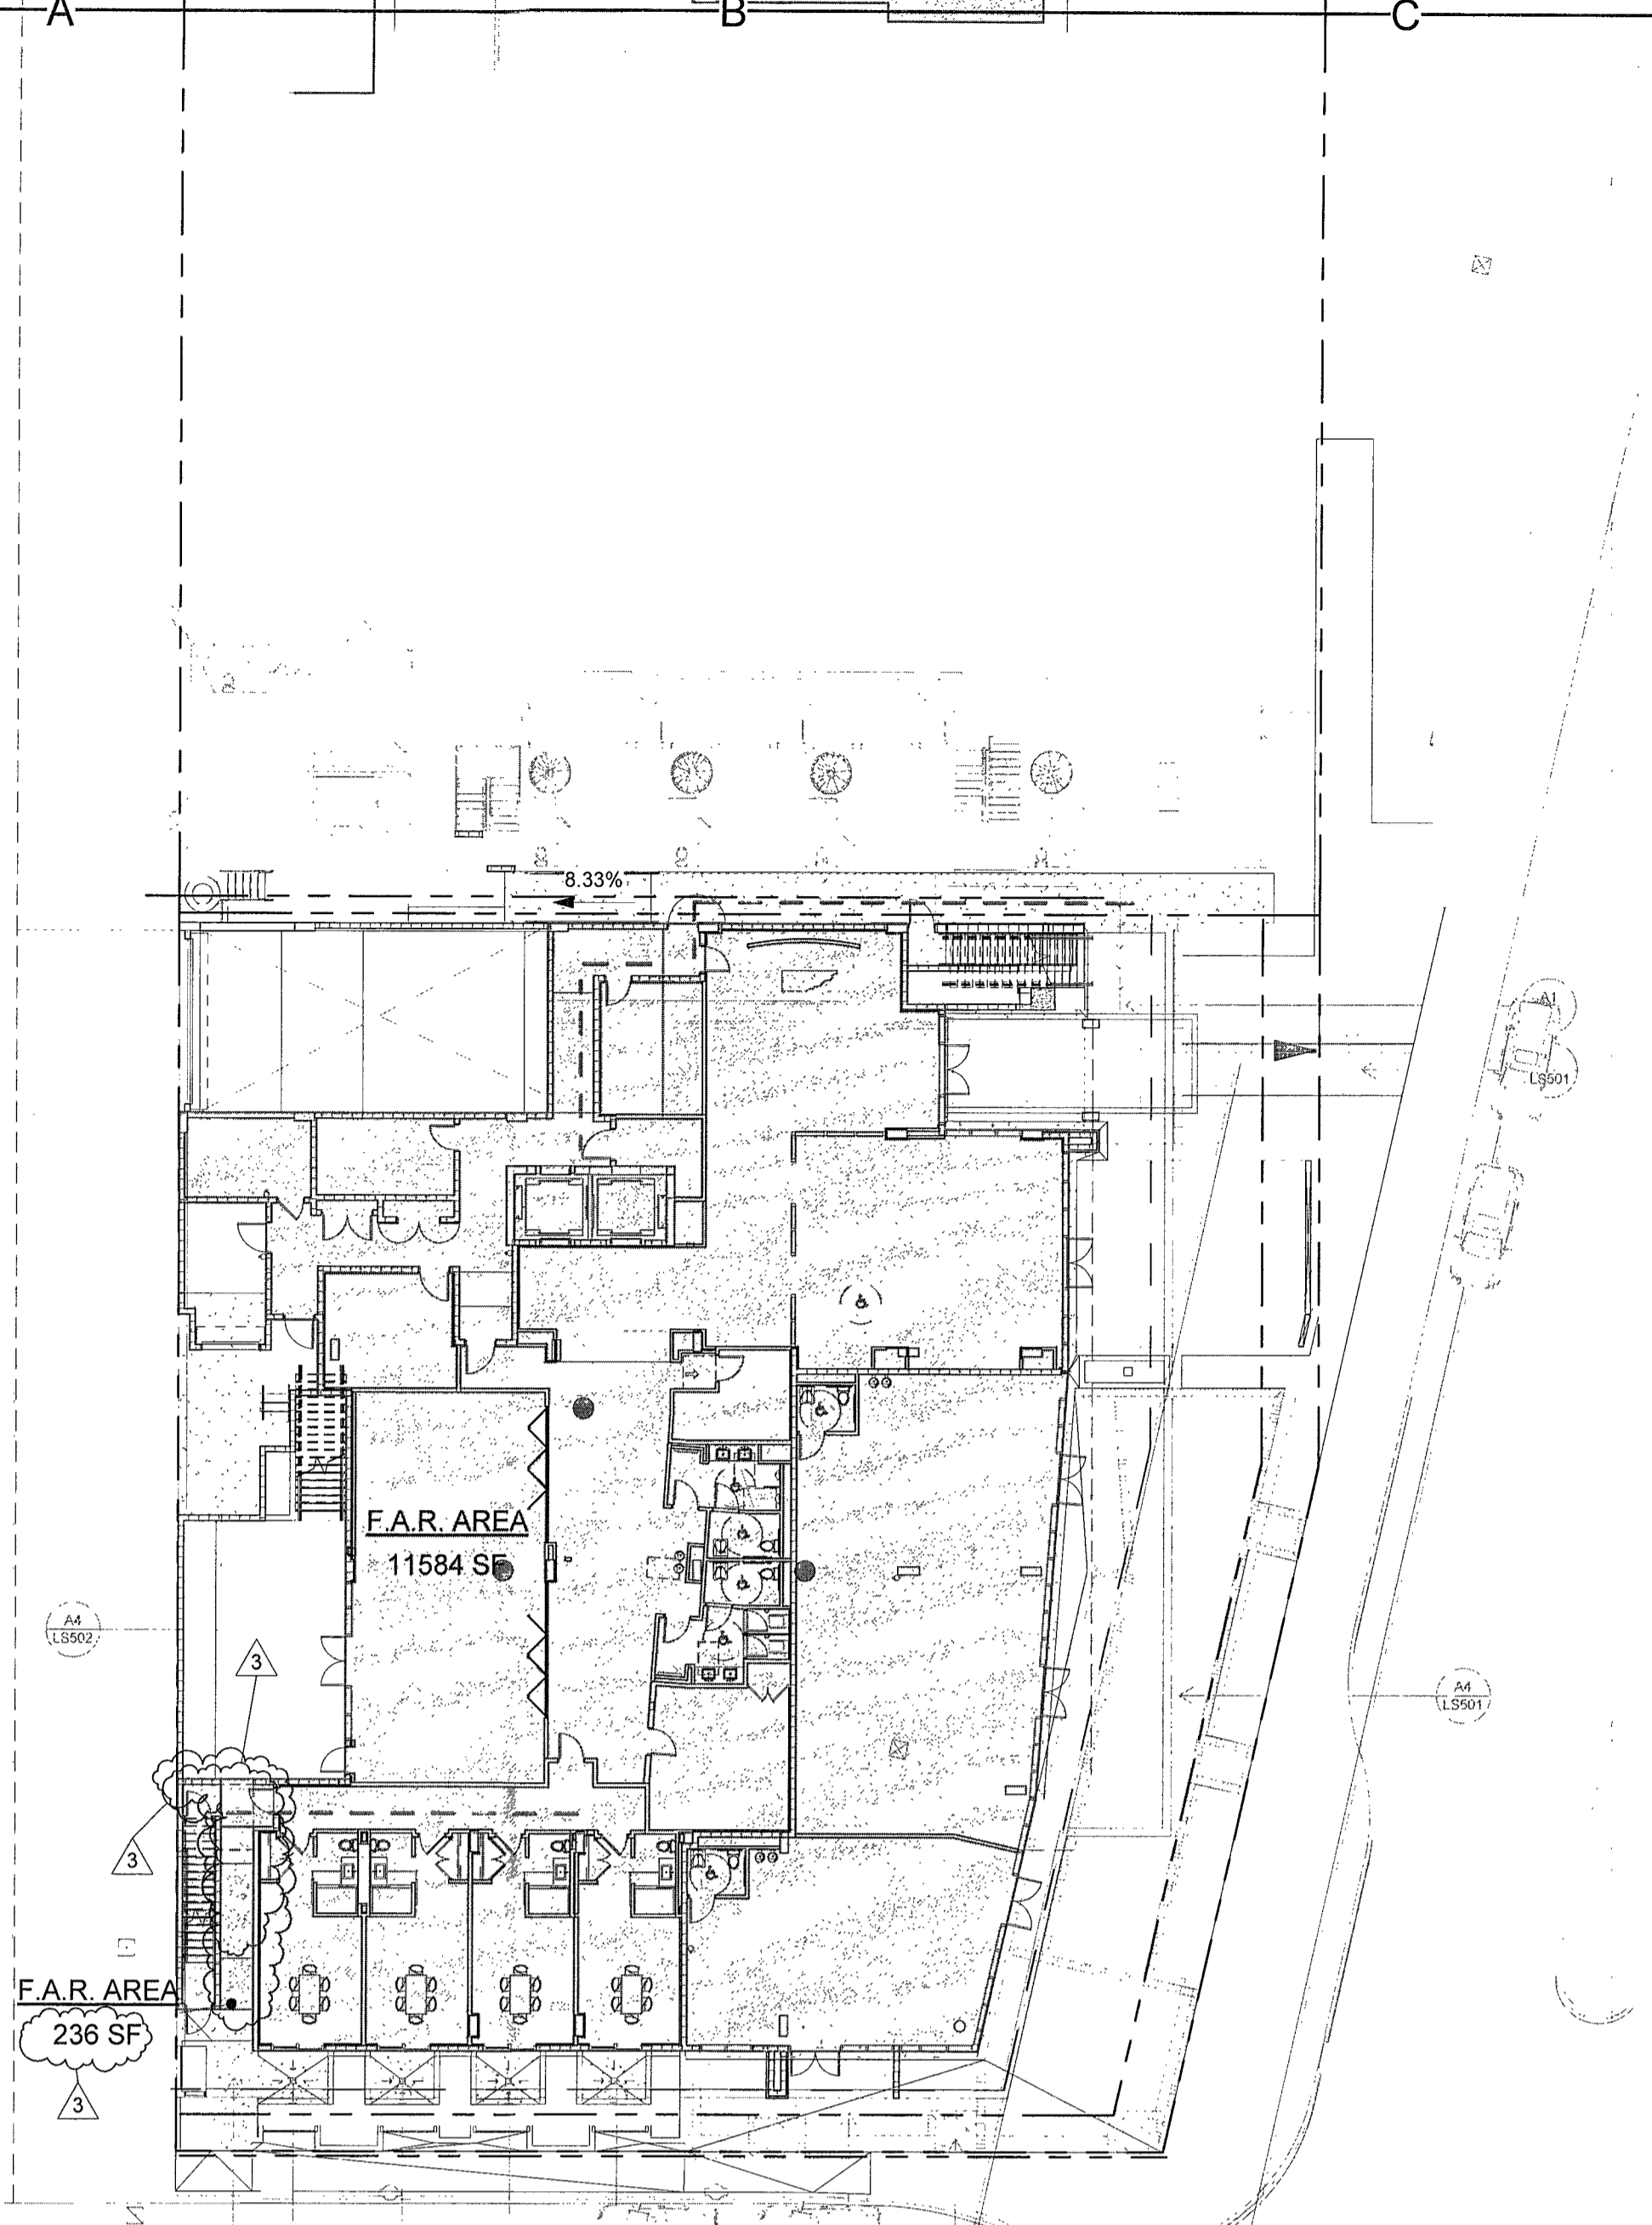 A
B
C
8.33%
A1
LS501
F.A.R. AREA
11584 SF
A4
LS502
3
A4
LS501
3
F.A.R. AREA
236 SF
3